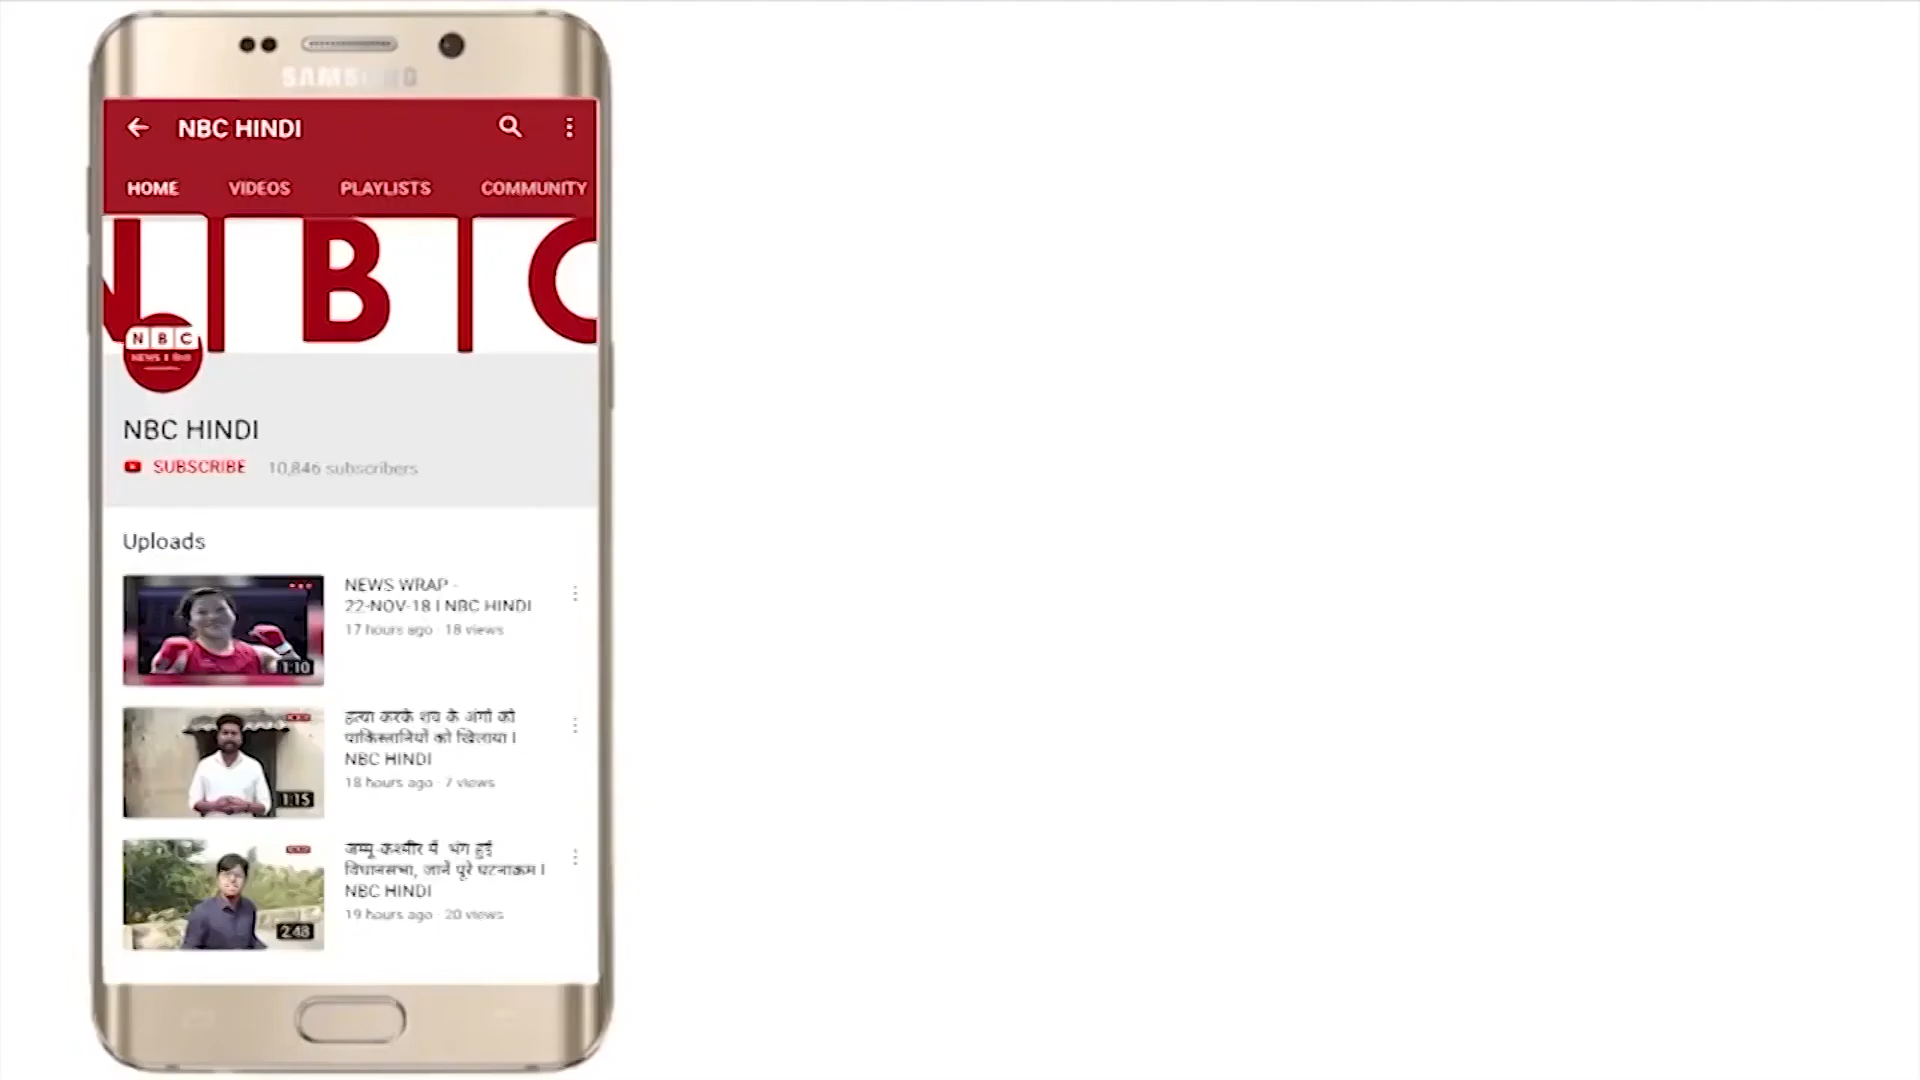 SAMSUNG
NBC HINDI
HOME VIDEOS PLAYLISTS COMMUNITY
N B C
N B C
NEWS
NBC HINDI
SUBSCRIBE 10,846 subscribers
Uploads
NEWS WRAP -
22-NOV-18 I NBC HINDI
17 hours ago · 18 views
1:10
हत्या करके शव के अंगों को
पाकिस्तानियों को खिलाया I
NBC HINDI
18 hours ago · 7 views
1:15
जम्मू-कश्मीर में भंग हुई
विधानसभा, जानें पूरे घटनाक्रम I
NBC HINDI
19 hours ago · 20 views
2:48